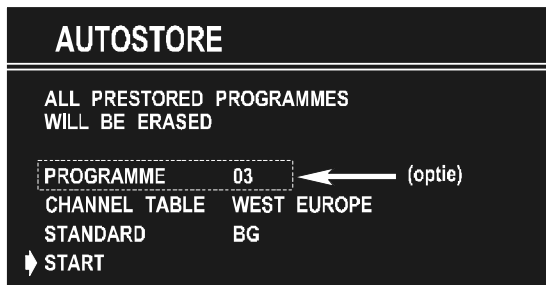 AUTOSTORE
ALL PRESTORED PROGRAMMES
WILL BE ERASED
PROGRAMME 03 (optie)
CHANNEL TABLE WEST EUROPE
STANDARD BG
START